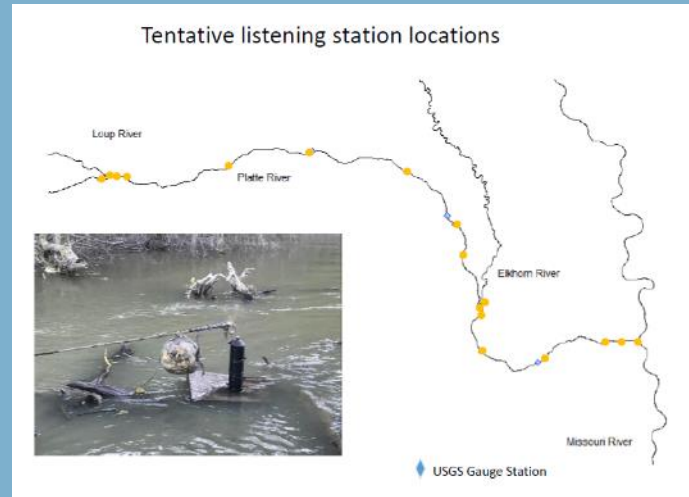 Tentative listening station locations
Loup River
Platte River
Elkhorn River
Missouri River
USGS Gauge Station